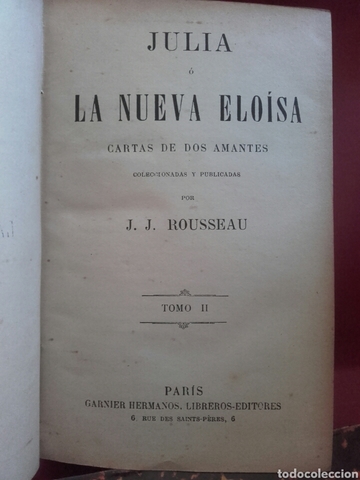 JULIA
ó
LA NUEVA ELOÍSA
CARTAS DE DOS AMANTES
COLECCIONADAS Y PUBLICADAS
POR
J. J. ROUSSEAU
TOMO II
PARÍS
GARNIER HERMANOS, LIBREROS-EDITORES
6, RUE DES SAINTS-PÈRES, 6
todocoleccion